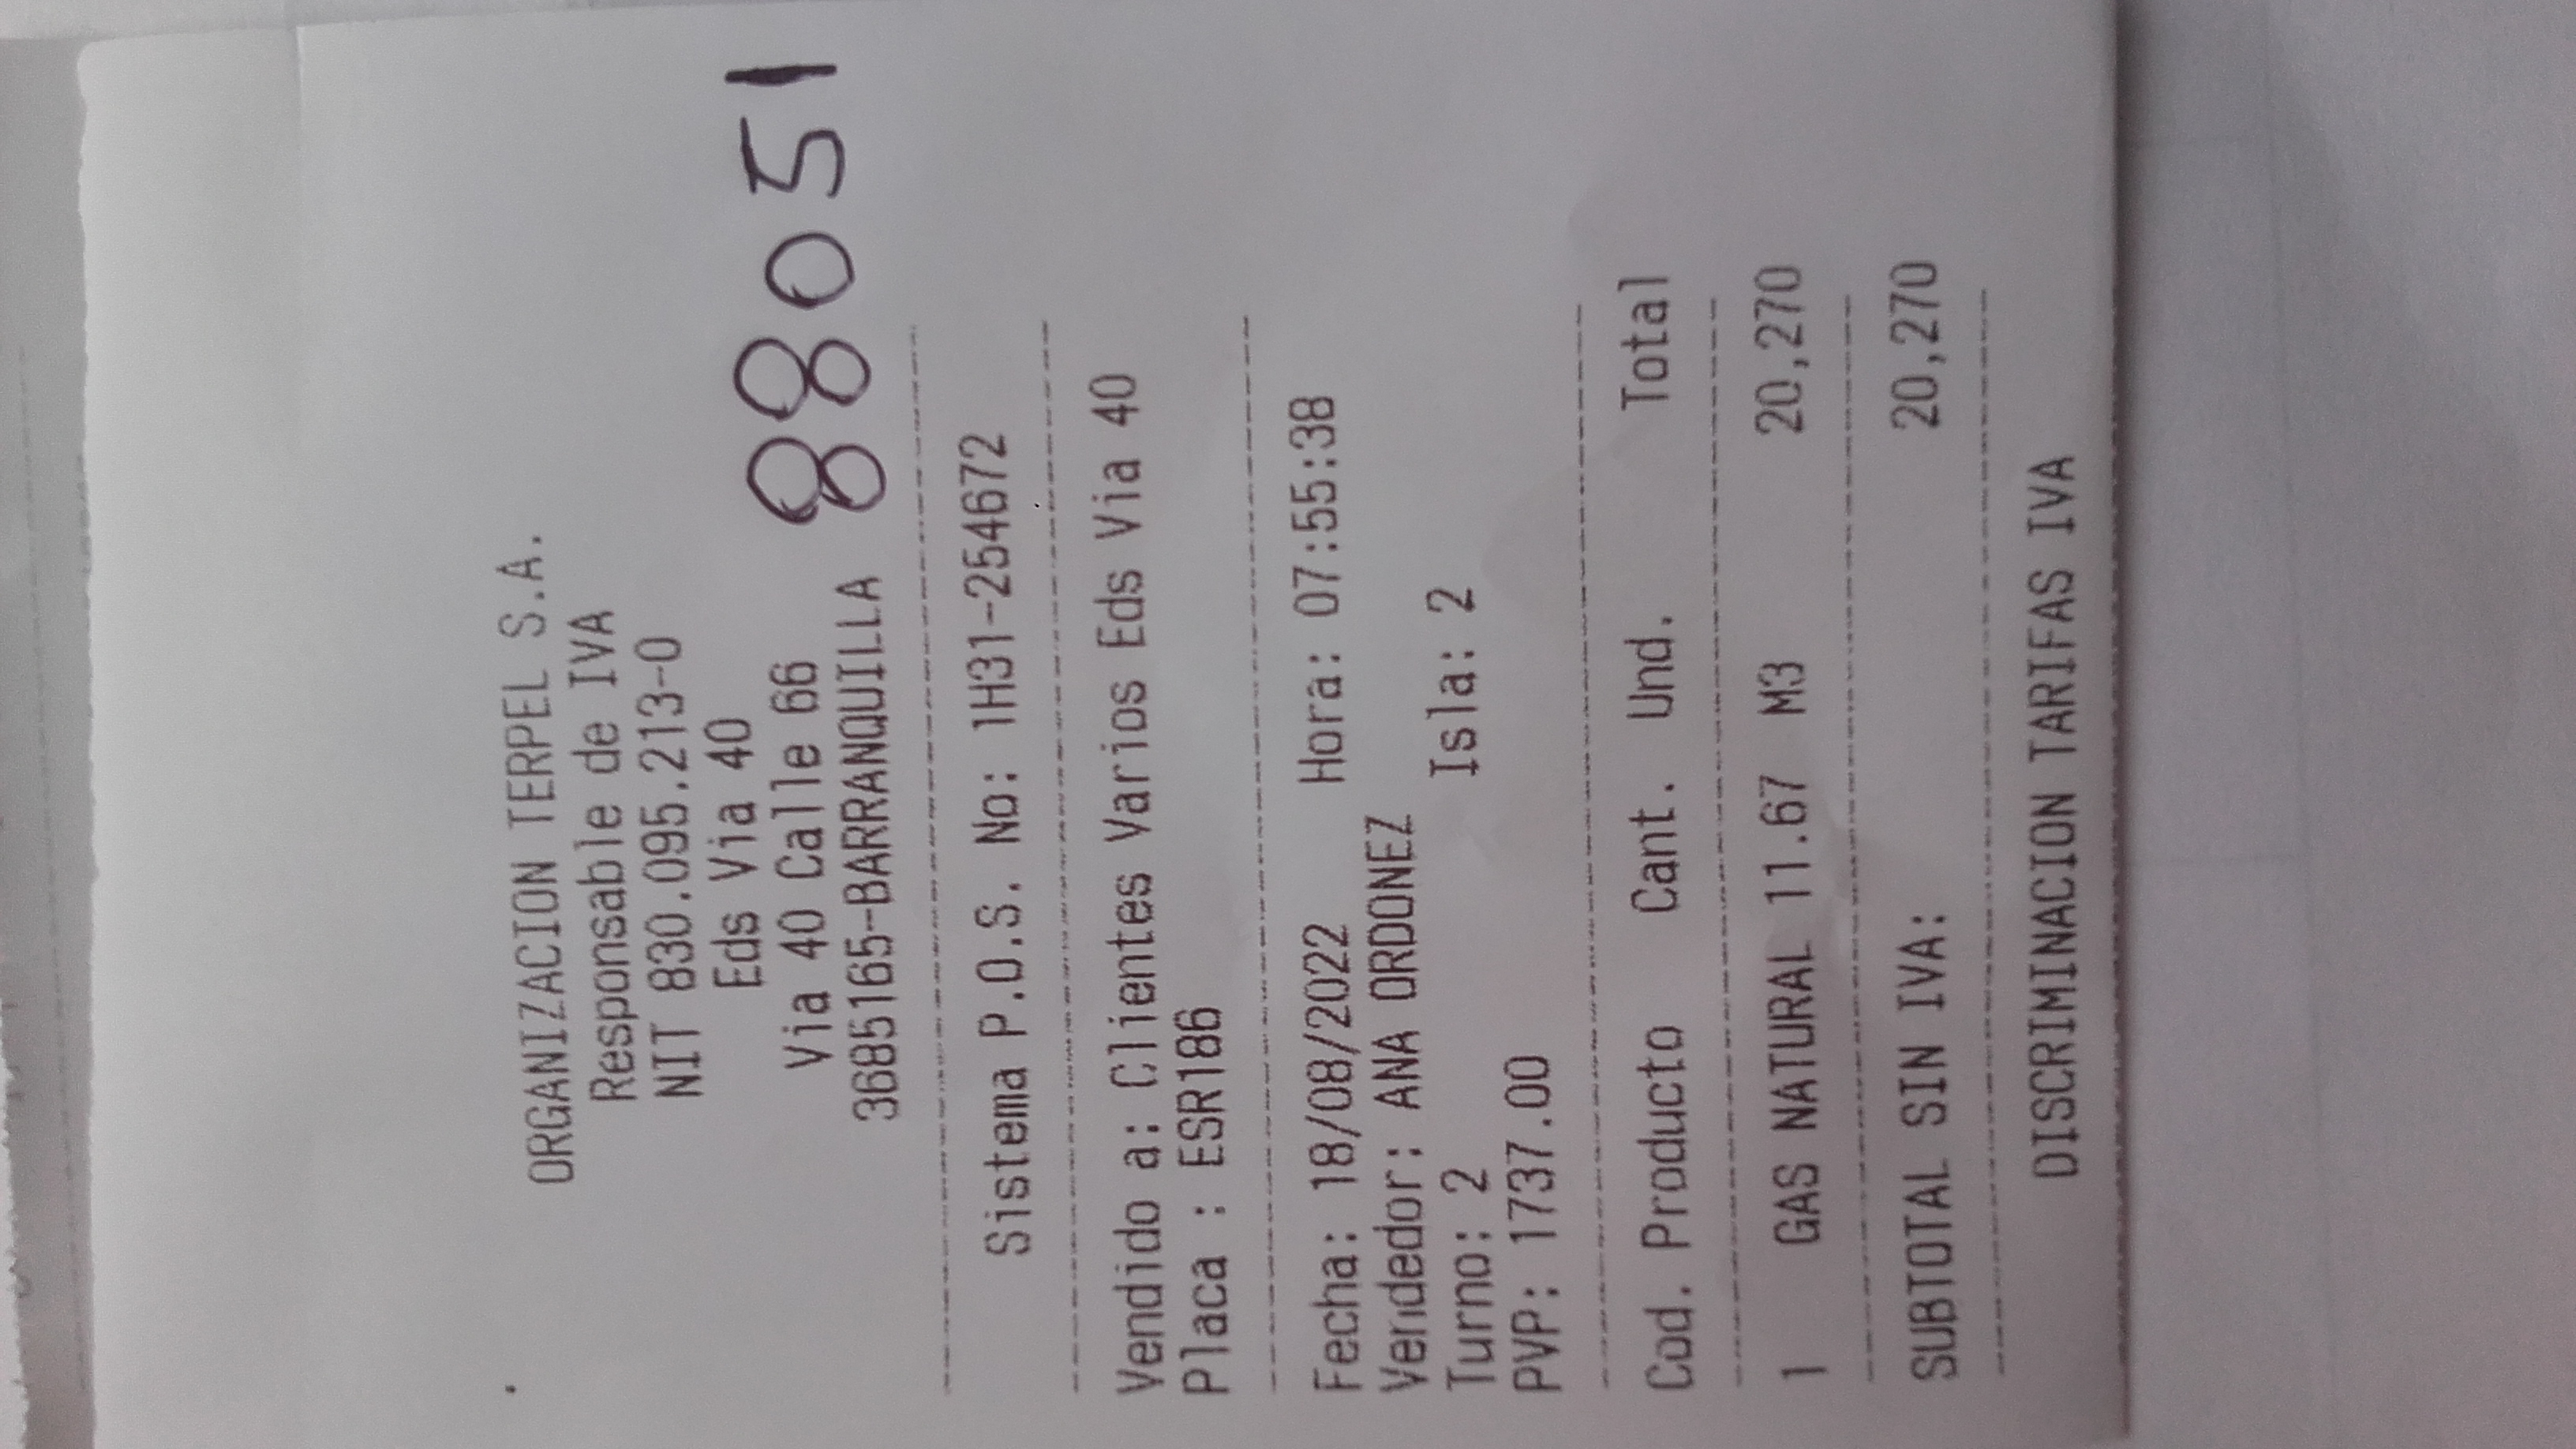 ORGANIZACION TERPEL S.A.
Responsable de IVA
NIT 830.095.213-0
Eds Via 40
Via 40 Calle 66
3685165-BARRANQUILLA
88051
Sistema P.O.S. No: 1H31-254672
Vendido a: Clientes Varios Eds Via 40
Placa : ESR186
Fecha: 18/08/2022 Hora: 07:55:38
Vendedor: ANA ORDONEZ
Turno: 2 Isla: 2
PVP: 1737.00
Cod. Producto Cant. Und. Total
1 GAS NATURAL 11.67 M3 20,270
SUBTOTAL SIN IVA: 20,270
DISCRIMINACION TARIFAS IVA